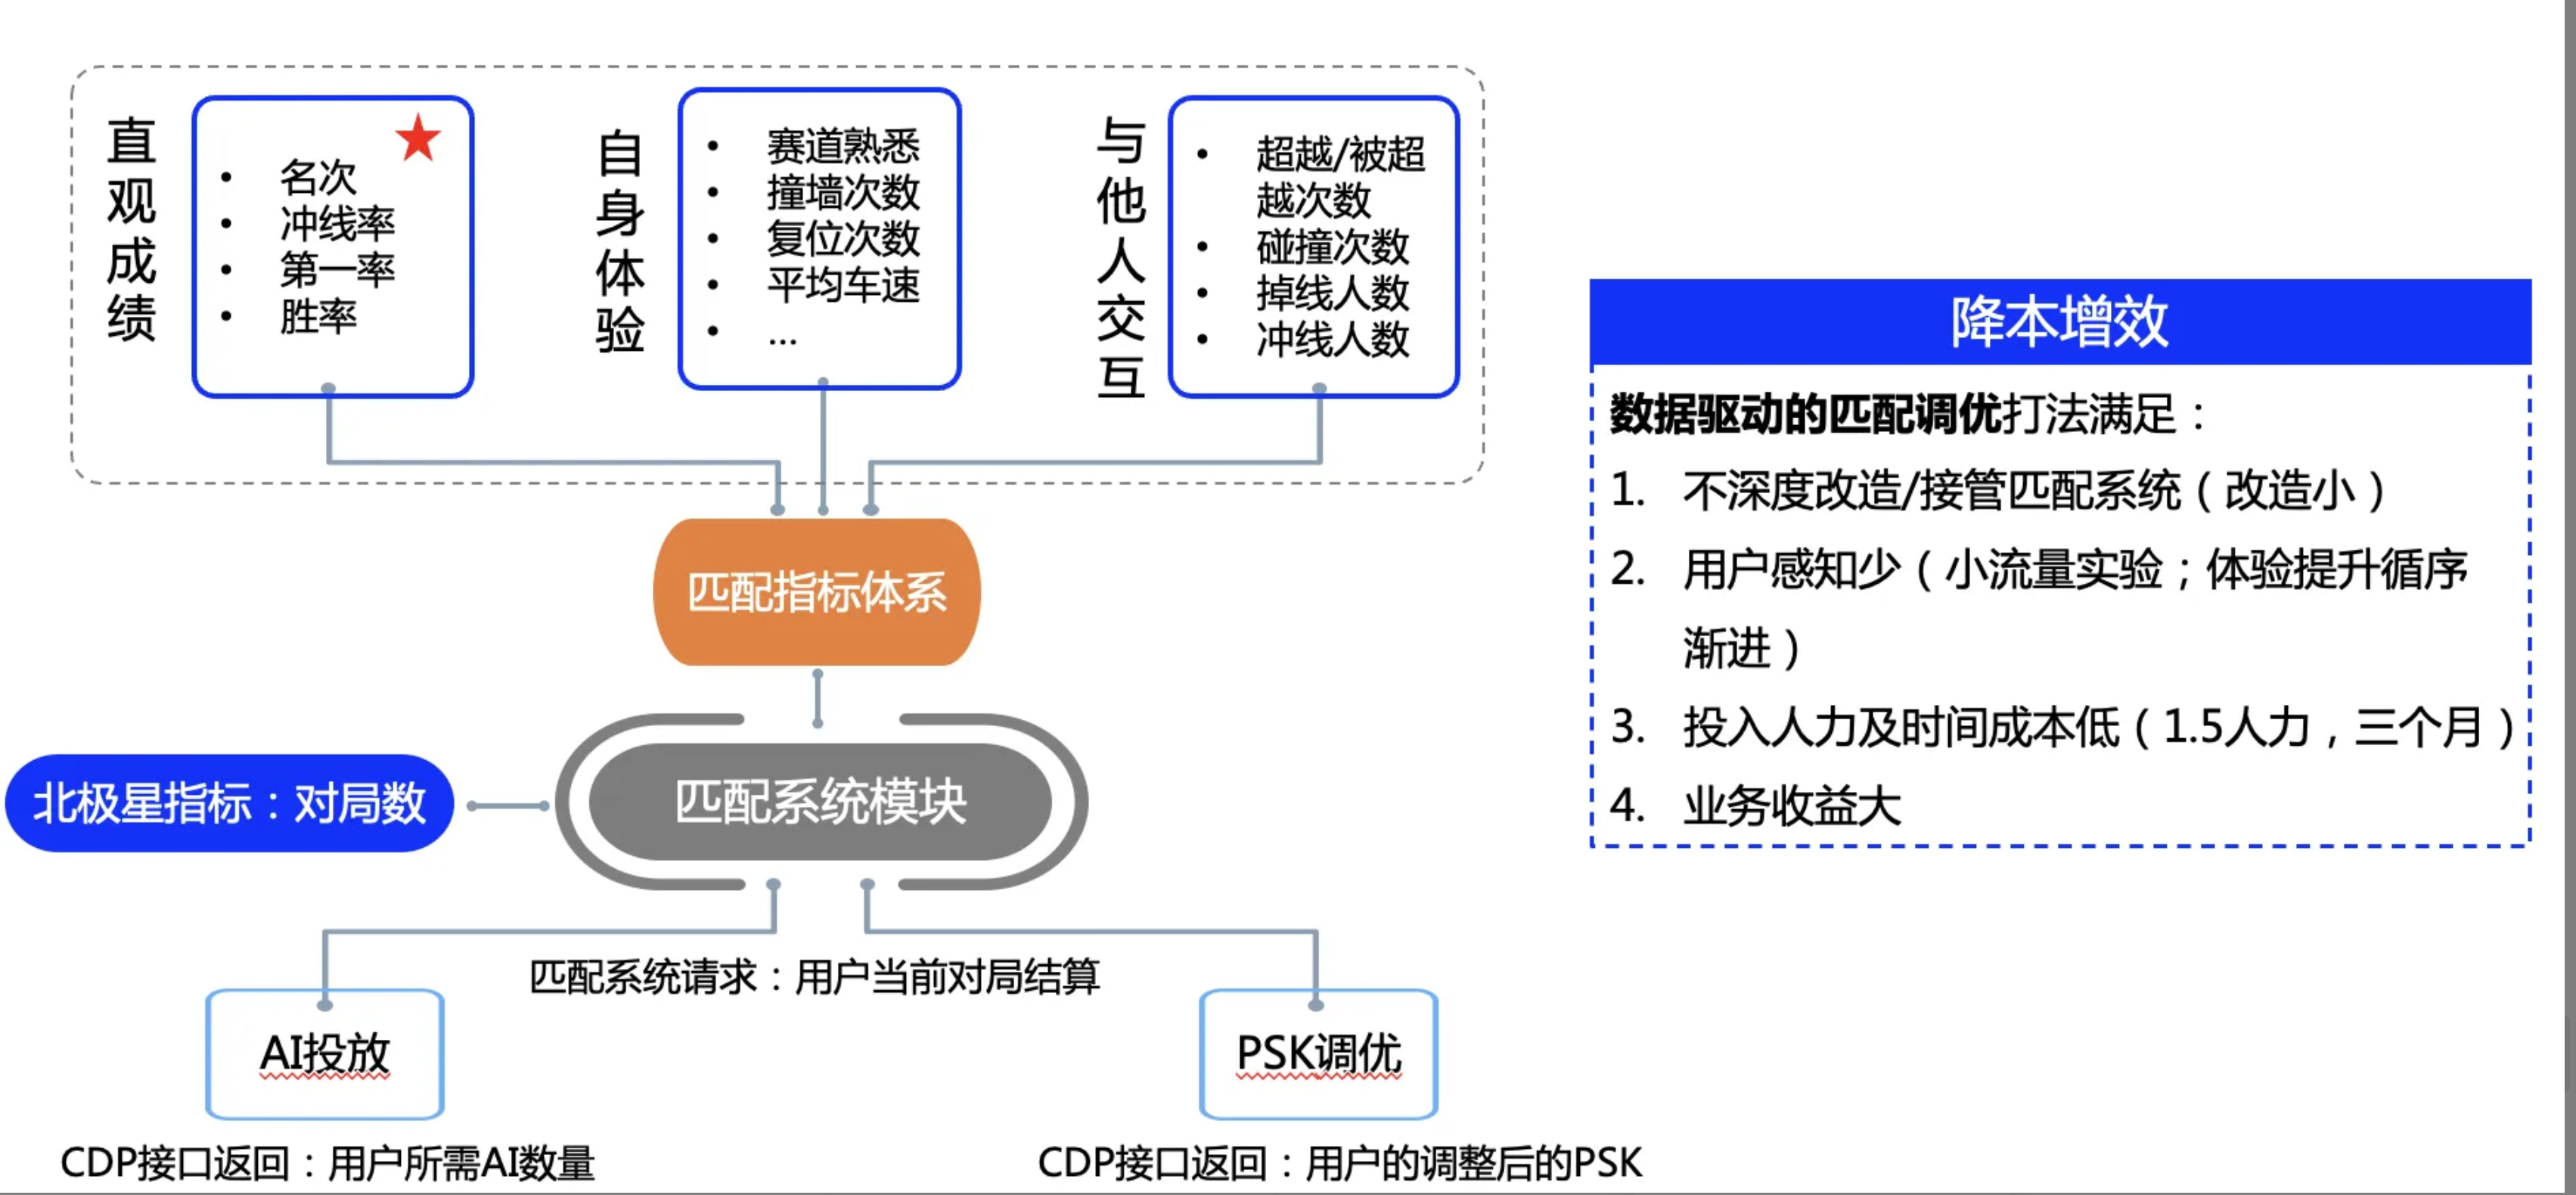 直观成绩
• 名次
• 冲线率
• 第一率
• 胜率
自身体验
• 赛道熟悉
• 撞墙次数
• 复位次数
• 平均车速
• ...
与他人交互
• 超越/被超
越次数
• 碰撞次数
• 掉线人数
• 冲线人数
匹配指标体系
北极星指标：对局数
匹配系统模块
匹配系统请求：用户当前对局结算
AI投放
PSK调优
CDP接口返回：用户所需AI数量
CDP接口返回：用户的调整后的PSK
降本增效
数据驱动的匹配调优打法满足：
1. 不深度改造/接管匹配系统（改造小）
2. 用户感知少（小流量实验；体验提升循序
渐进）
3. 投入人力及时间成本低（1.5人力，三个月）
4. 业务收益大